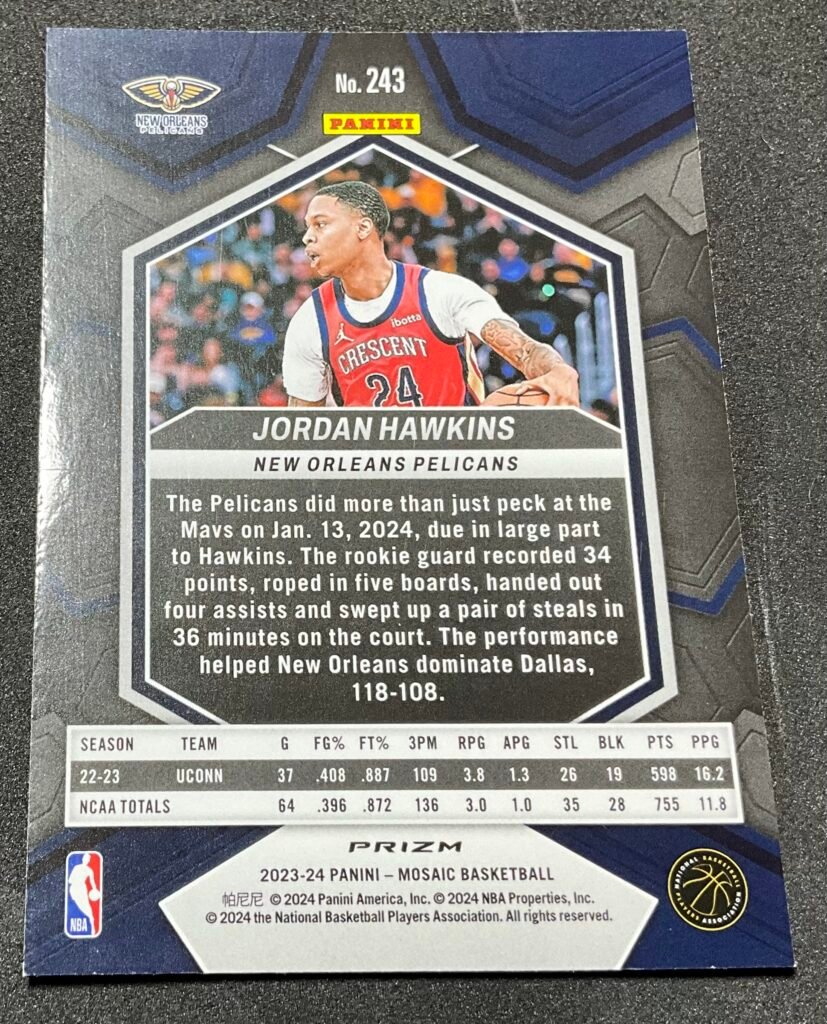 No. 243
NEW ORLEANS
PELICANS
PANINI
ibotta
CRESCENT
24
JORDAN HAWKINS
NEW ORLEANS PELICANS
The Pelicans did more than just peck at the
Mavs on Jan. 13, 2024, due in large part
to Hawkins. The rookie guard recorded 34
points, roped in five boards, handed out
four assists and swept up a pair of steals in
36 minutes on the court. The performance
helped New Orleans dominate Dallas,
118-108.
SEASON TEAM G FG% FT% 3PM RPG APG STL BLK PTS PPG
22-23 UCONN 37 .408 .887 109 3.8 1.3 26 19 598 16.2
NCAA TOTALS 64 .396 .872 136 3.0 1.0 35 28 755 11.8
PRIZM
2023-24 PANINI – MOSAIC BASKETBALL
帕尼尼 © 2024 Panini America, Inc. © 2024 NBA Properties, Inc.
© 2024 the National Basketball Players Association. All rights reserved.
NBA
NATIONAL BASKETBALL
PLAYERS ASSOCIATION